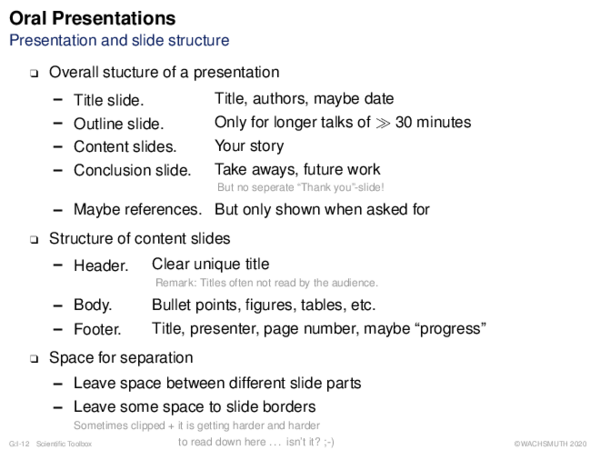 Oral Presentations
Presentation and slide structure
❑ Overall stucture of a presentation
– Title slide. Title, authors, maybe date
– Outline slide. Only for longer talks of ≫ 30 minutes
– Content slides. Your story
– Conclusion slide. Take aways, future work
But no seperate “Thank you”-slide!
– Maybe references. But only shown when asked for
❑ Structure of content slides
– Header. Clear unique title
Remark: Titles often not read by the audience.
– Body. Bullet points, figures, tables, etc.
– Footer. Title, presenter, page number, maybe “progress”
❑ Space for separation
– Leave space between different slide parts
– Leave some space to slide borders
Sometimes clipped + it is getting harder and harder
to read down here … isn’t it? ;-)
GI-12 Scientific Toolbox ©WACHSMUTH 2020